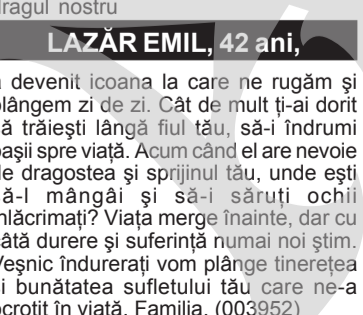 dragul nostru
LAZĂR EMIL, 42 ani,
a devenit icoana la care ne rugăm şi
plângem zi de zi. Cât de mult ţi-ai dorit
să trăieşti lângă fiul tău, să-i îndrumi
paşii spre viaţă. Acum când el are nevoie
de dragostea şi sprijinul tău, unde eşti
să-l mângâi şi să-i săruţi ochii
înlăcrimaţi? Viaţa merge înainte, dar cu
câtă durere şi suferinţă numai noi ştim.
Veşnic îndureraţi vom plânge tinereţea
şi bunătatea sufletului tău care ne-a
ocrotit în viaţă. Familia. (003952)